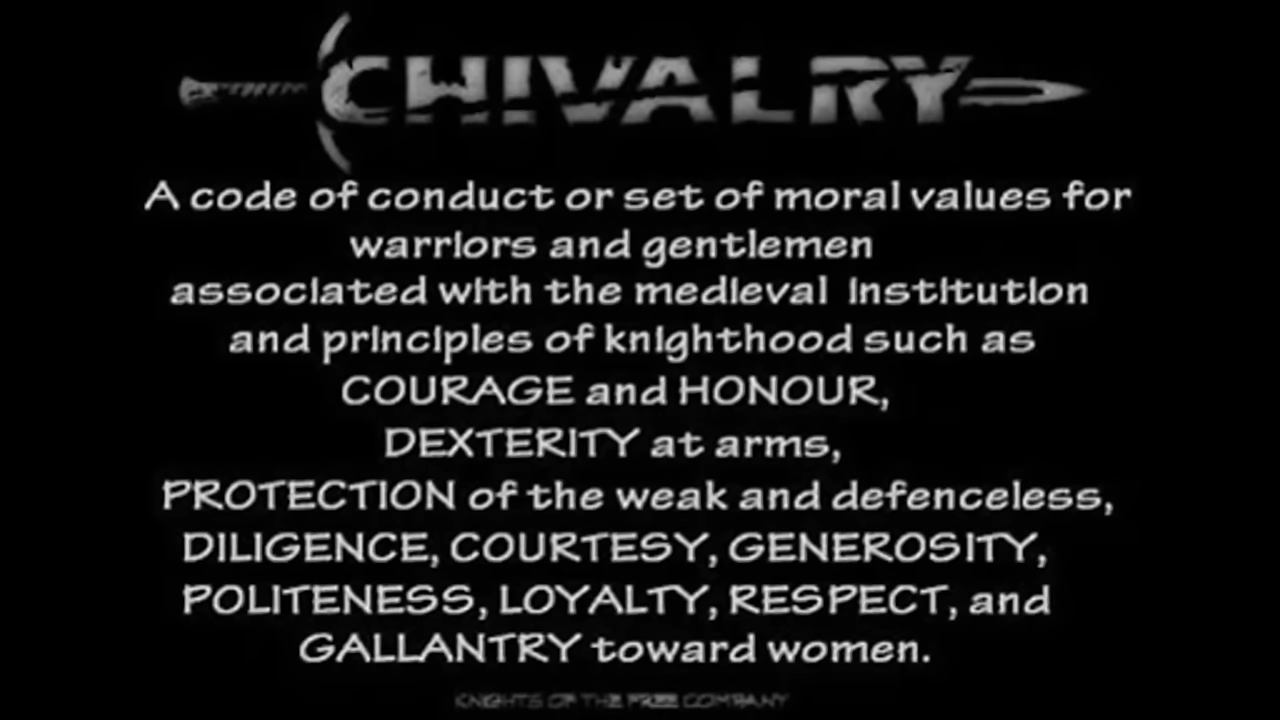 CHIVALRY
A code of conduct or set of moral values for
warriors and gentlemen
associated with the medieval institution
and principles of knighthood such as
COURAGE and HONOUR,
DEXTERITY at arms,
PROTECTION of the weak and defenceless,
DILIGENCE, COURTESY, GENEROSITY,
POLITENESS, LOYALTY, RESPECT, and
GALLANTRY toward women.
KNIGHTS OF THE FREE COMPANY